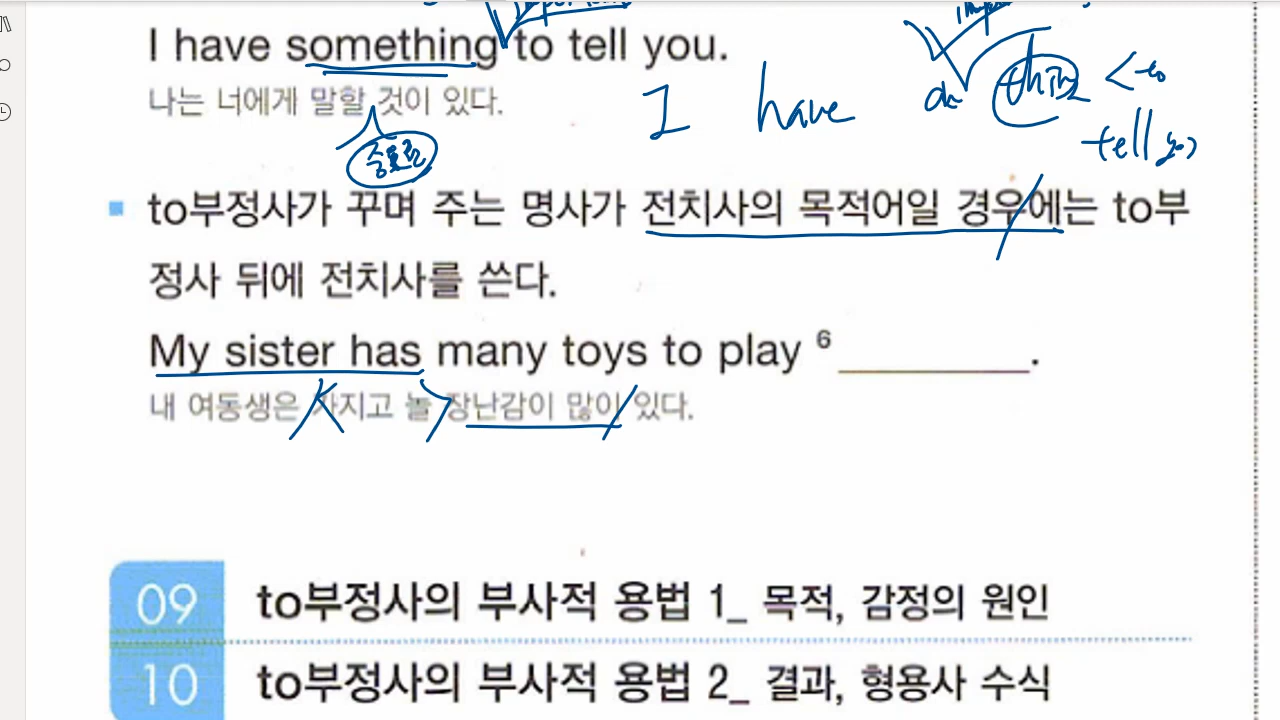 I have something to tell you.
나는 너에게 말할 것이 있다.
I have
thing to
tell you
to부정사가 꾸며 주는 명사가 전치사의 목적어일 경우에는 to부
정사 뒤에 전치사를 쓴다.
My sister has many toys to play 6 __________.
내 여동생은 가지고 놀 장난감이 많이 있다.
09 to부정사의 부사적 용법 1_ 목적, 감정의 원인
10 to부정사의 부사적 용법 2_ 결과, 형용사 수식